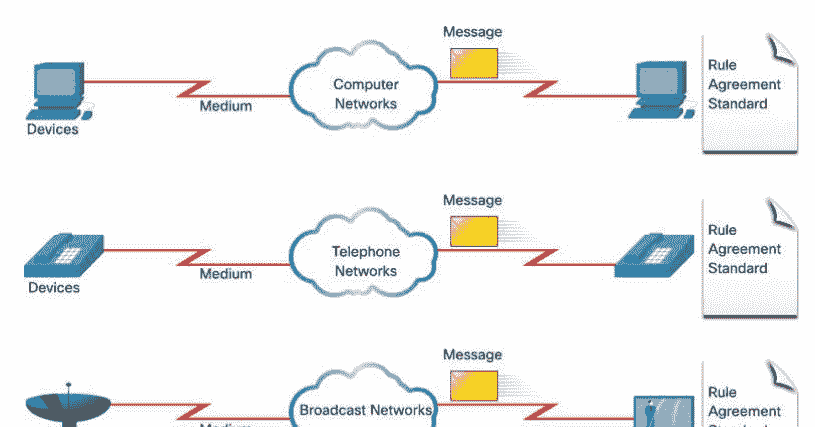 Message
Rule
Agreement
Standard
Computer
Networks
Medium
Devices
Message
Rule
Agreement
Standard
Telephone
Networks
Medium
Devices
Message
Rule
Agreement
Broadcast Networks